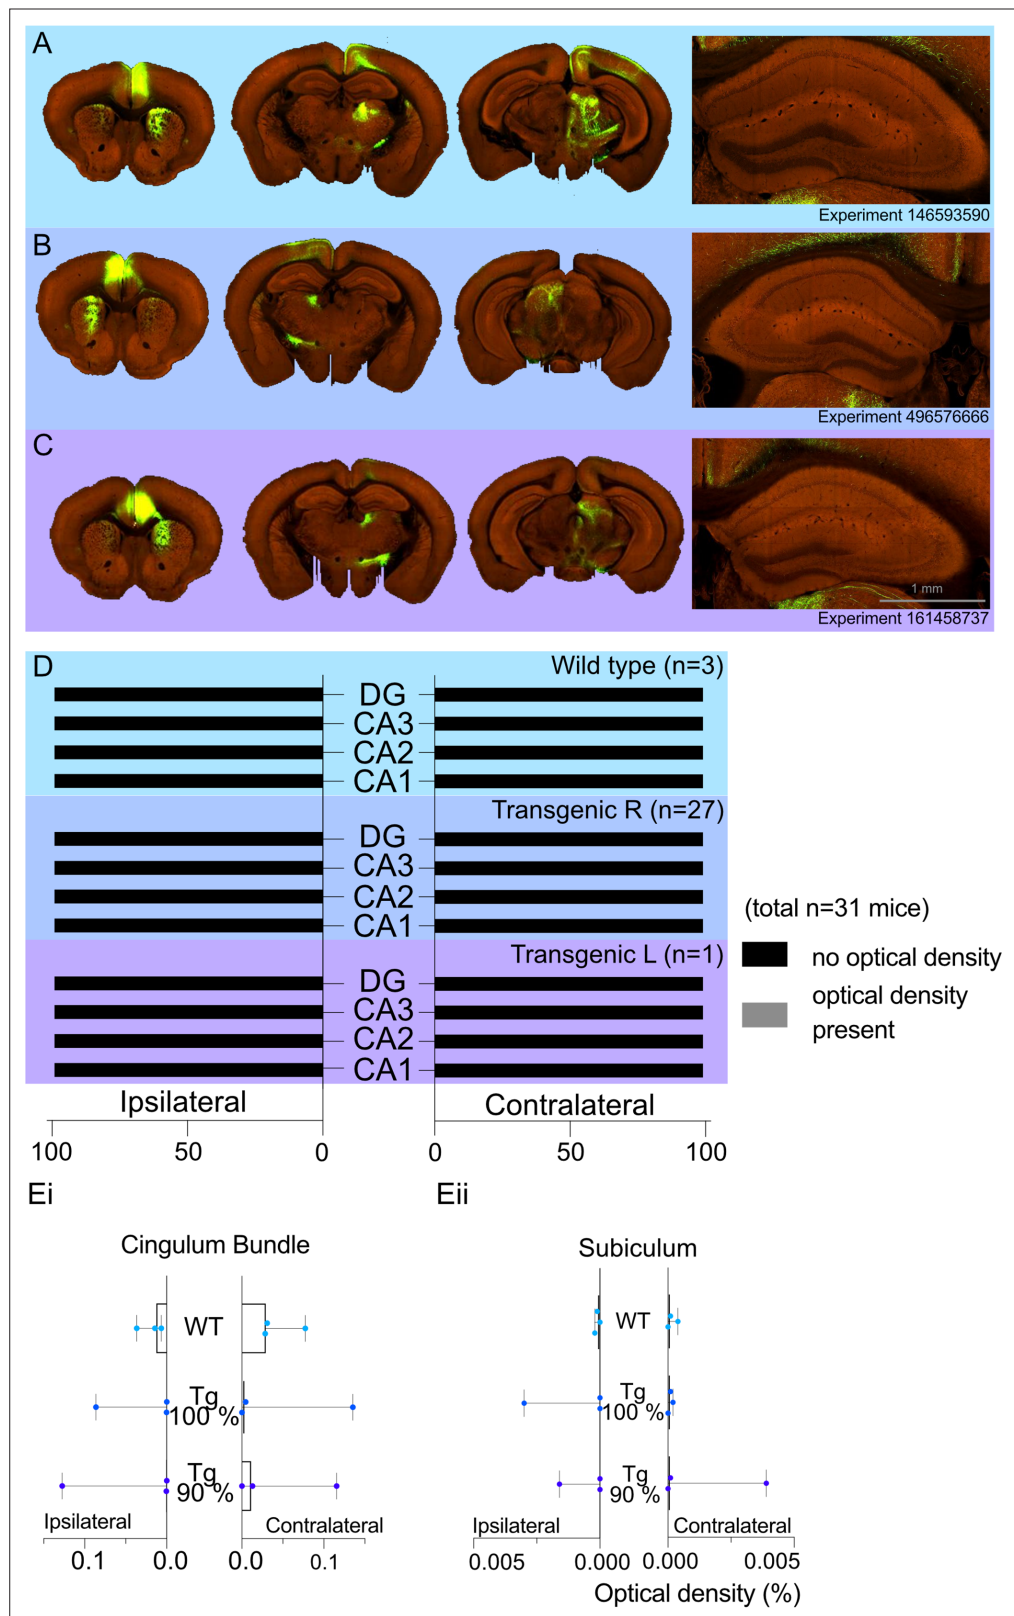 A
Experiment 146593590
B
Experiment 496576666
C
1 mm
Experiment 161458737
D
Wild type (n=3)
DG
CA3
CA2
CA1
Transgenic R (n=27)
DG
CA3
CA2
CA1
Transgenic L (n=1)
DG
CA3
CA2
CA1
(total n=31 mice)
no optical density
optical density
present
Ipsilateral
Contralateral
100 50 0
0 50 100
Ei
Cingulum Bundle
WT
Tg
100 %
Tg
90 %
Ipsilateral
Contralateral
0.1 0.0
0.0 0.1
Eii
Subiculum
WT
Tg
100 %
Tg
90 %
Ipsilateral
Contralateral
0.005 0.000
0.000 0.005
Optical density (%)